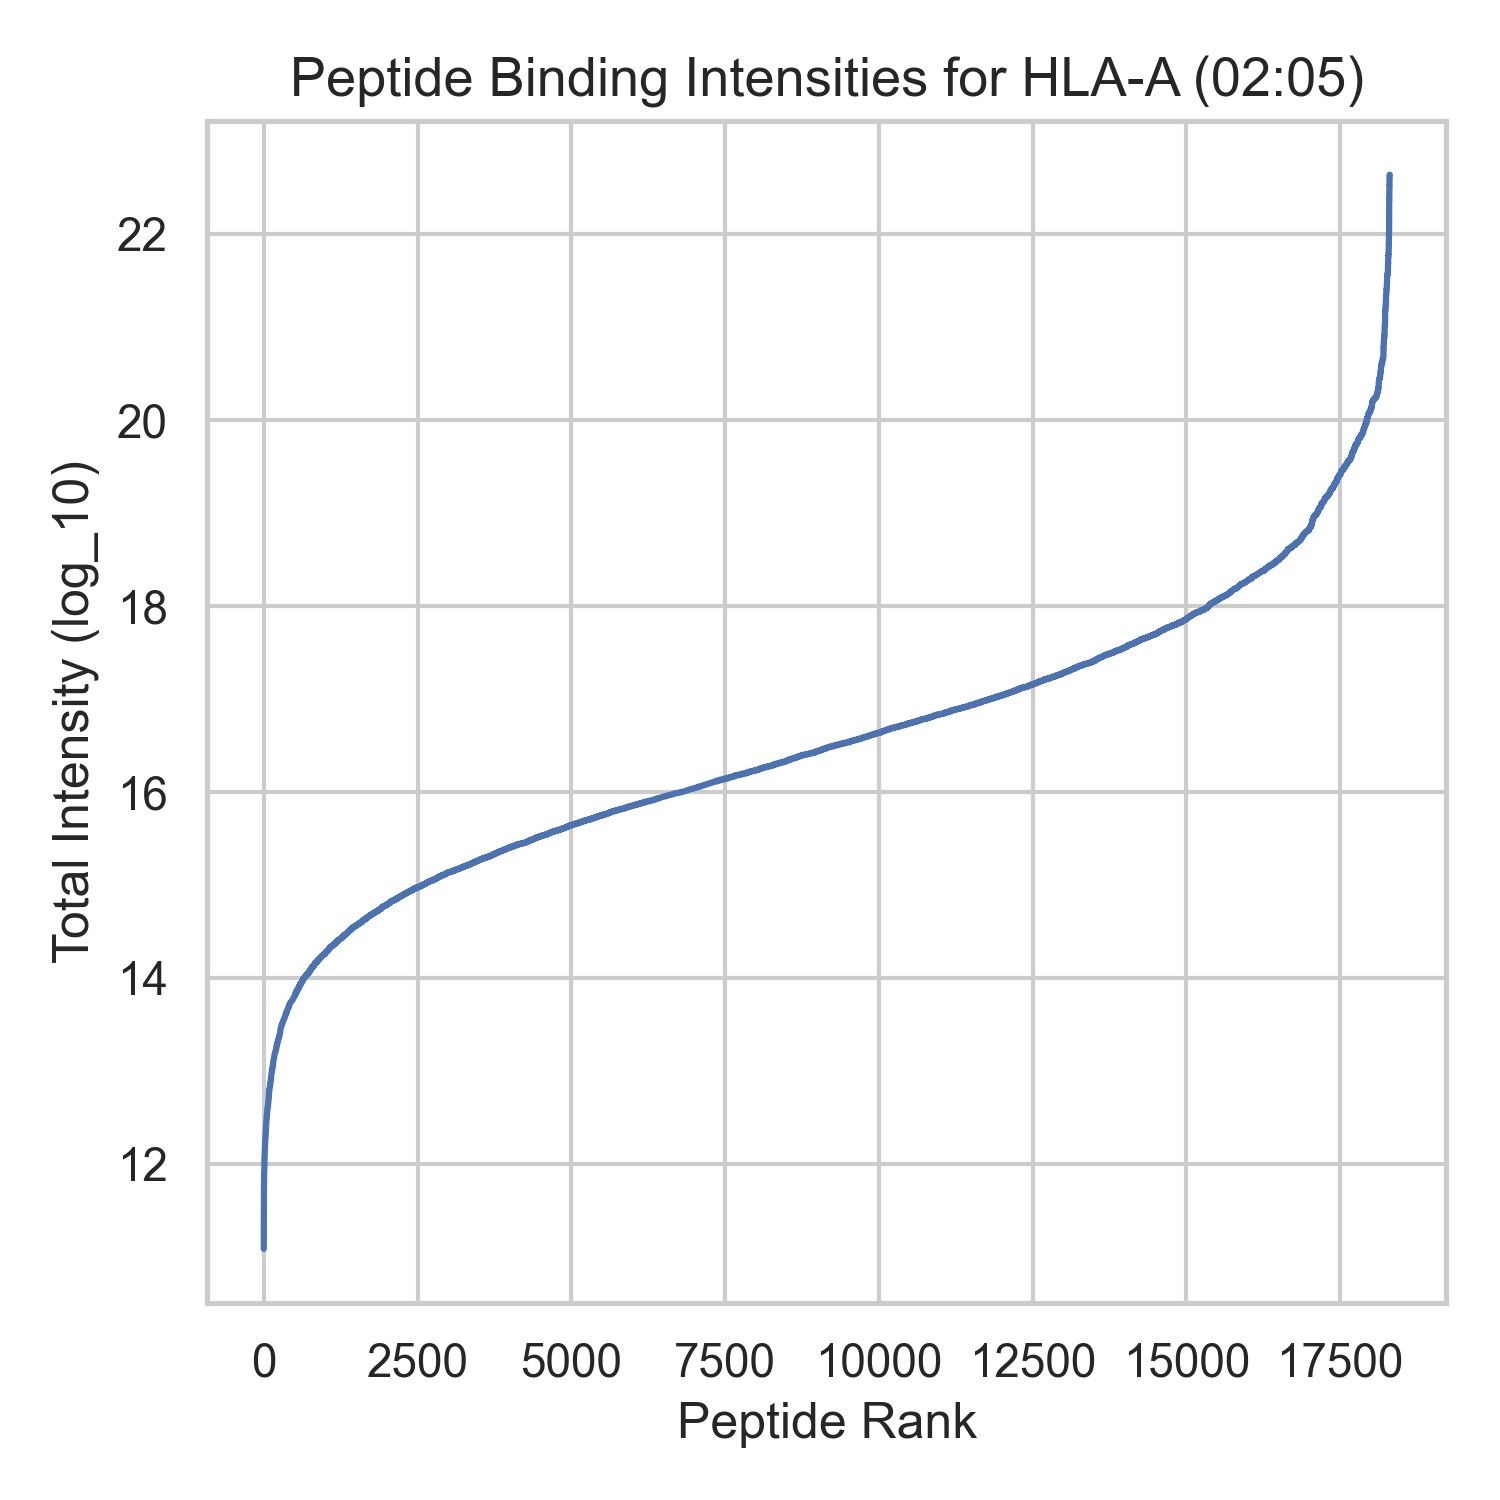 Peptide Binding Intensities for HLA-A (02:05)
22
20
18
16
14
12
Total Intensity (log_10)
0 2500 5000 7500 10000 12500 15000 17500
Peptide Rank